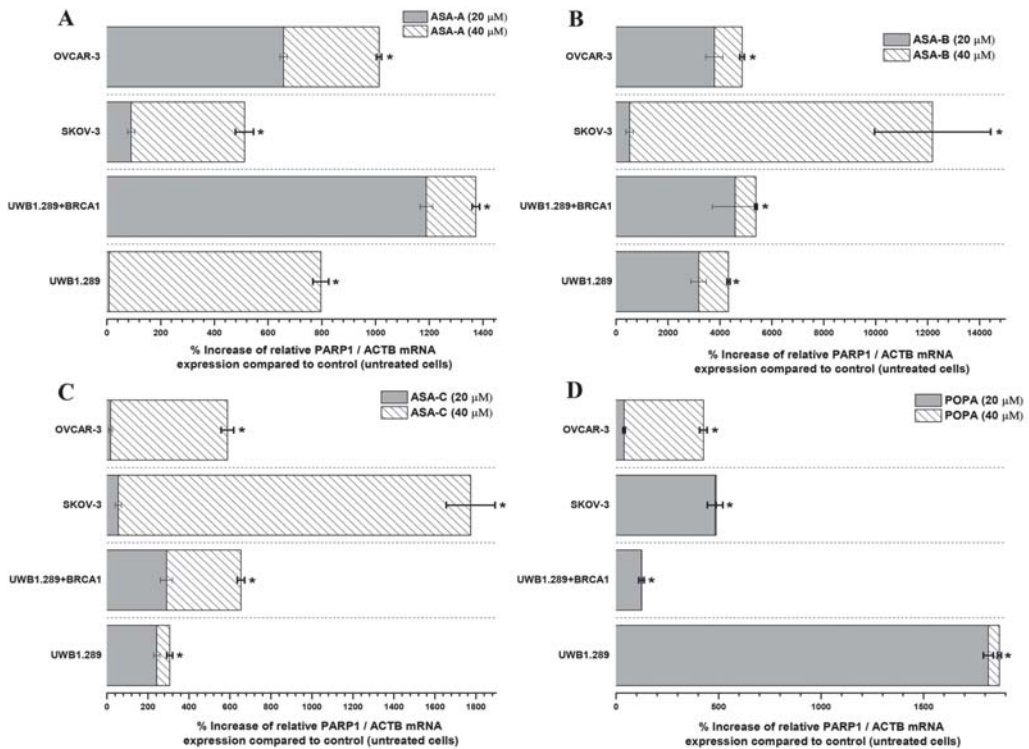 A
ASA-A (20 μM)
ASA-A (40 μM)
OVCAR-3
*
SKOV-3
*
UWB1.289+BRCA1
*
UWB1.289
*
0 200 400 600 800 1000 1200 1400
% Increase of relative PARP1 / ACTB mRNA
expression compared to control (untreated cells)
B
ASA-B (20 μM)
ASA-B (40 μM)
OVCAR-3
*
SKOV-3
*
UWB1.289+BRCA1
*
UWB1.289
*
0 2000 4000 6000 8000 10000 12000 14000
% Increase of relative PARP1 / ACTB mRNA
expression compared to control (untreated cells)
C
ASA-C (20 μM)
ASA-C (40 μM)
OVCAR-3
*
SKOV-3
*
UWB1.289+BRCA1
*
UWB1.289
*
0 200 400 600 800 1000 1200 1400 1600 1800
% Increase of relative PARP1 / ACTB mRNA
expression compared to control (untreated cells)
D
POPA (20 μM)
POPA (40 μM)
OVCAR-3
*
SKOV-3
*
UWB1.289+BRCA1
*
UWB1.289
*
0 500 1000 1500
% Increase of relative PARP1 / ACTB mRNA
expression compared to control (untreated cells)